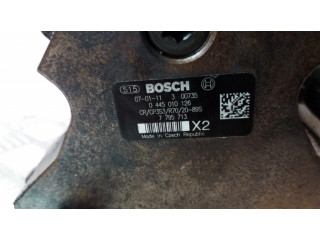 515 BOSCH
07-01-11 3 00735
0 445 010 126
CR/CP3S3/R70/20-89S
7 795 713
X2
Made in Czech Republic